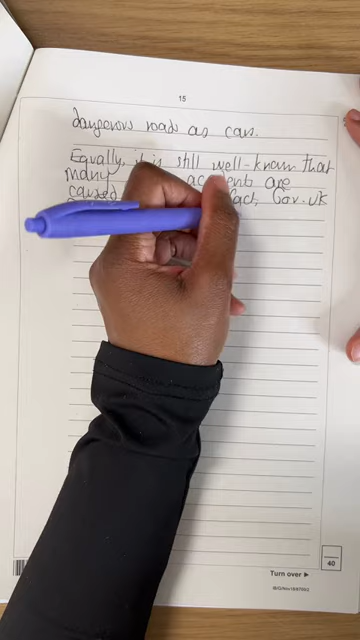 15
dangerous roads as cars.
Equally, it is still well-known that
many accidents are
caused fact, Gov.uk
40
Turn over ►